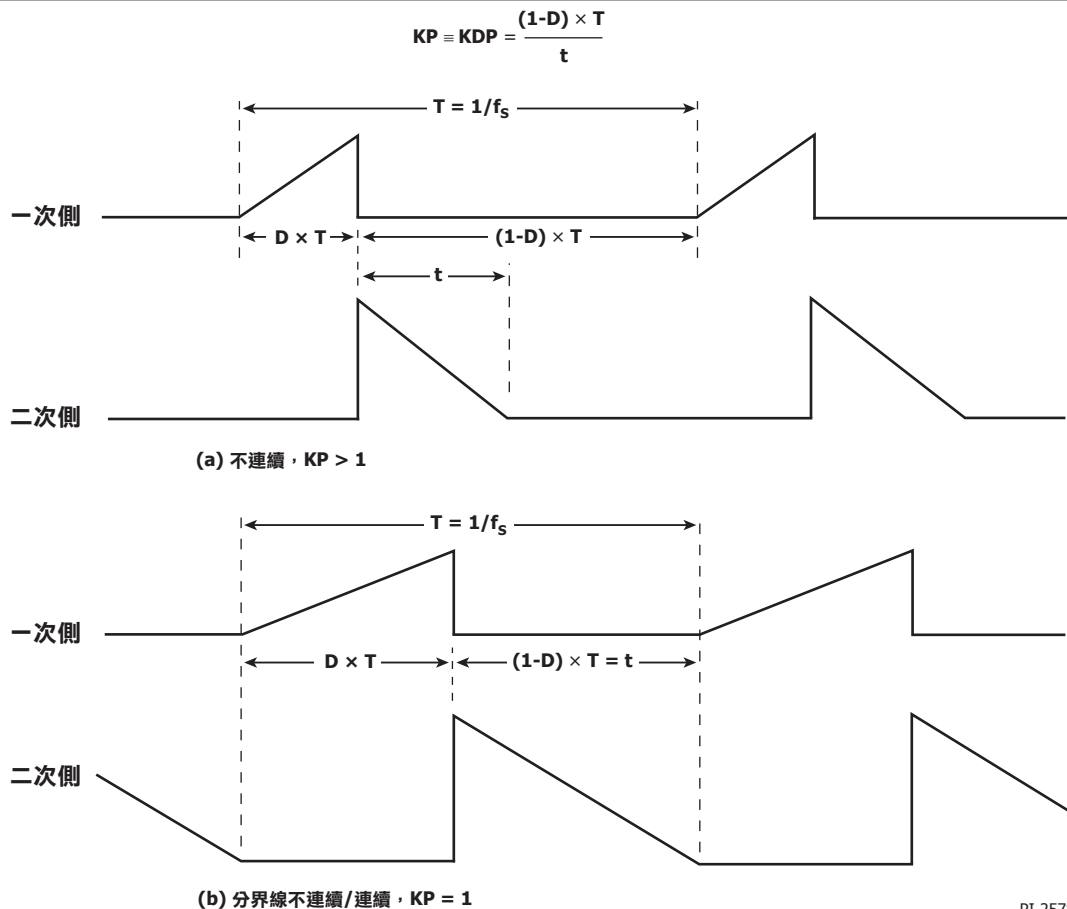 KP ≡ KDP = (1-D) × T
t
T = 1/fS
一次側
D × T
(1-D) × T
t
二次側
(a) 不連續，KP > 1
T = 1/fS
一次側
D × T
(1-D) × T = t
二次側
(b) 分界線不連續/連續，KP = 1